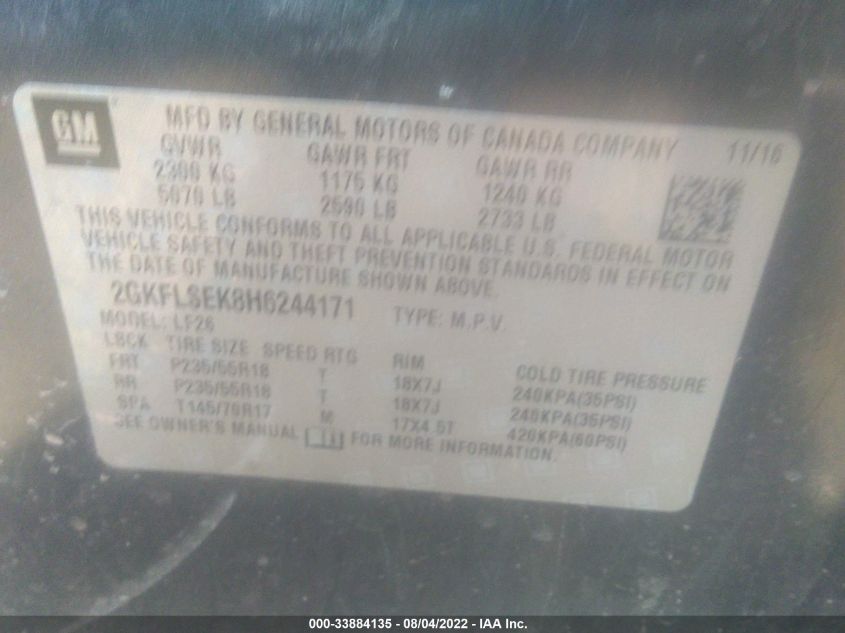 GM
MFD BY GENERAL MOTORS OF CANADA COMPANY 11/16
GVWR GAWR FRT GAWR RR
2300 KG 1175 KG 1240 KG
5070 LB 2590 LB 2733 LB
THIS VEHICLE CONFORMS TO ALL APPLICABLE U.S. FEDERAL MOTOR
VEHICLE SAFETY AND THEFT PREVENTION STANDARDS IN EFFECT ON
THE DATE OF MANUFACTURE SHOWN ABOVE.
2GKFLSEK8H6244171 TYPE: M.P.V.
MODEL: LF26
LBCK TIRE SIZE SPEED RTG RIM COLD TIRE PRESSURE
FRT P235/55R18 T 18X7J 240KPA(35PSI)
RR P235/55R18 T 18X7J 240KPA(35PSI)
SPA T145/70R17 M 17X4.5T 420KPA(60PSI)
SEE OWNER'S MANUAL FOR MORE INFORMATION.
000-33884135 - 08/04/2022 - IAA Inc.